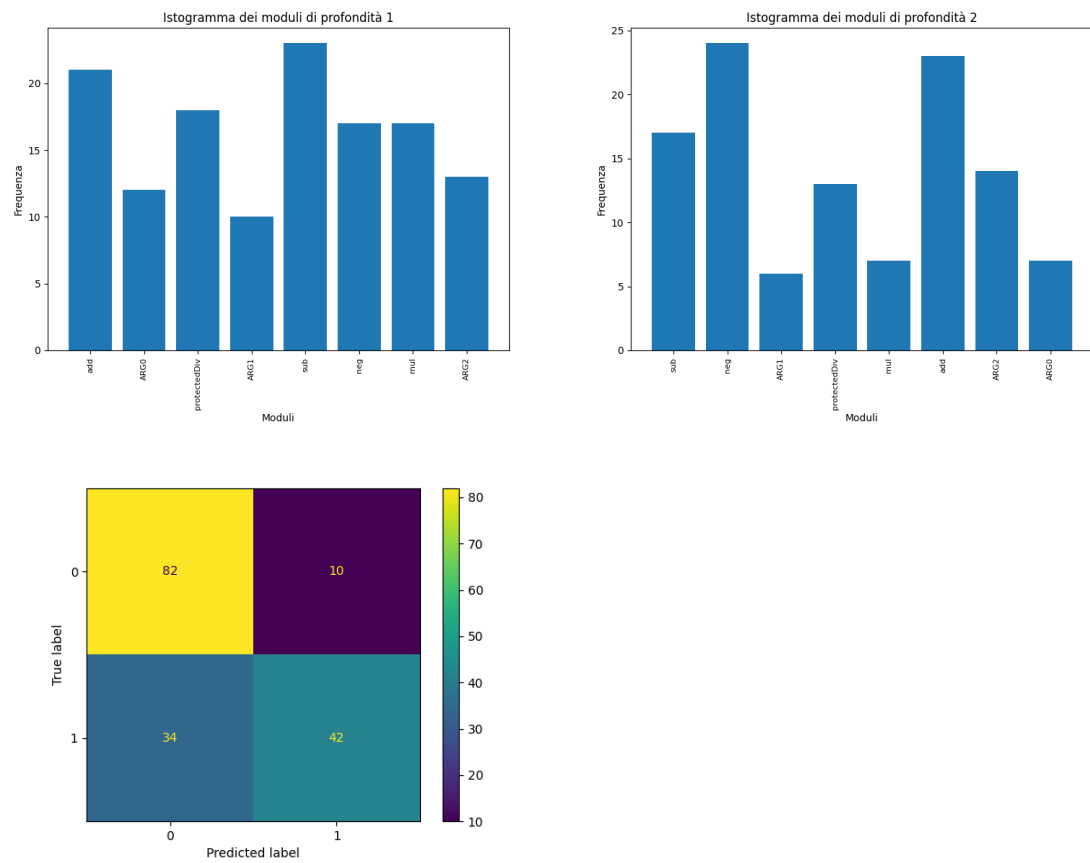 Istogramma dei moduli di profondità 1
Frequenza
20
15
10
5
0
add
ARG0
protectedDiv
ARG1
sub
neg
mul
ARG2
Moduli
Istogramma dei moduli di profondità 2
Frequenza
25
20
15
10
5
0
sub
neg
ARG1
protectedDiv
mul
add
ARG2
ARG0
Moduli
True label
0
1
82
10
34
42
0
1
Predicted label
80
70
60
50
40
30
20
10